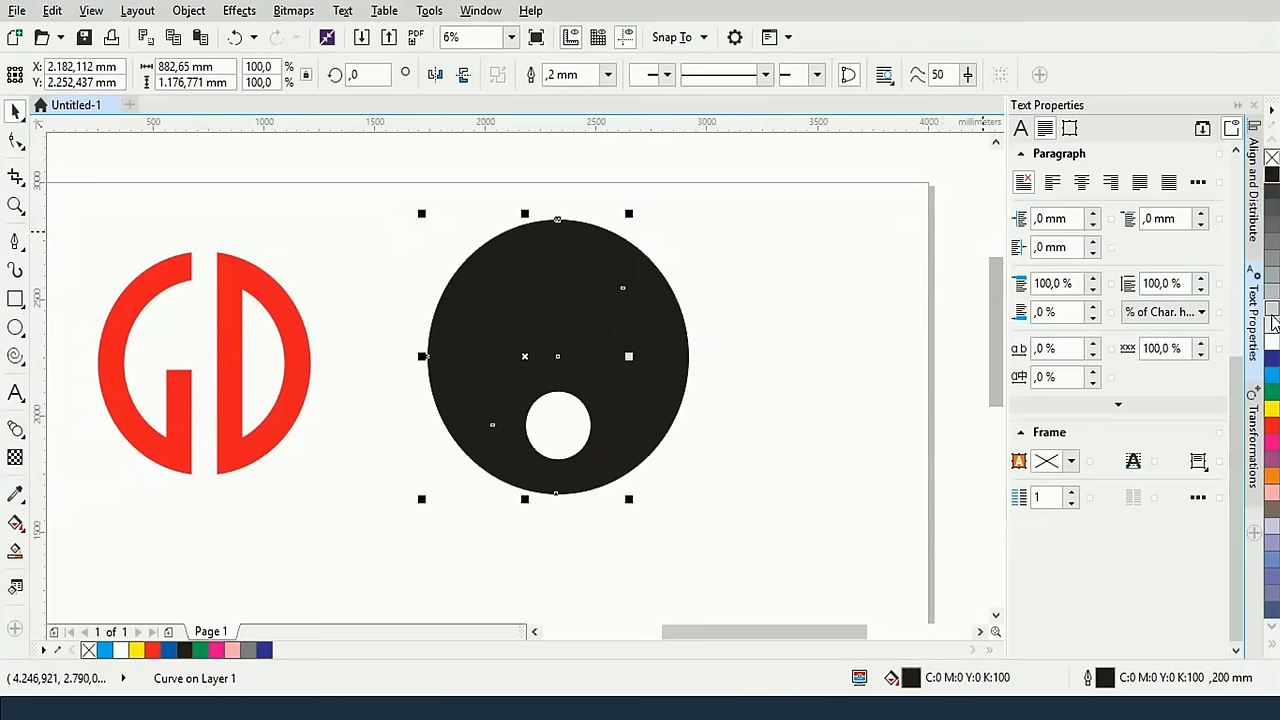 File Edit View Layout Object Effects Bitmaps Text Table Tools Window Help
PDF 6% Snap To
X: 2.182,112 mm 882,65 mm 100,0 % ,0 ,2 mm 50
Y: 2.252,437 mm 1.176,771 mm 100,0 %
Untitled-1
500 1000 1500 2000 2500 3000 3500 4000 millimeters
3000
2500
2000
1500
GD
Text Properties
Paragraph
,0 mm ,0 mm
,0 mm
100,0 % 100,0 %
,0 % % of Char. h...
,0 % 100,0 %
,0 %
Frame
1
Align and Distribute
Text Properties
Transformations
1 of 1 Page 1
( 4.246,921, 2.790,0... Curve on Layer 1 C:0 M:0 Y:0 K:100 C:0 M:0 Y:0 K:100 ,200 mm